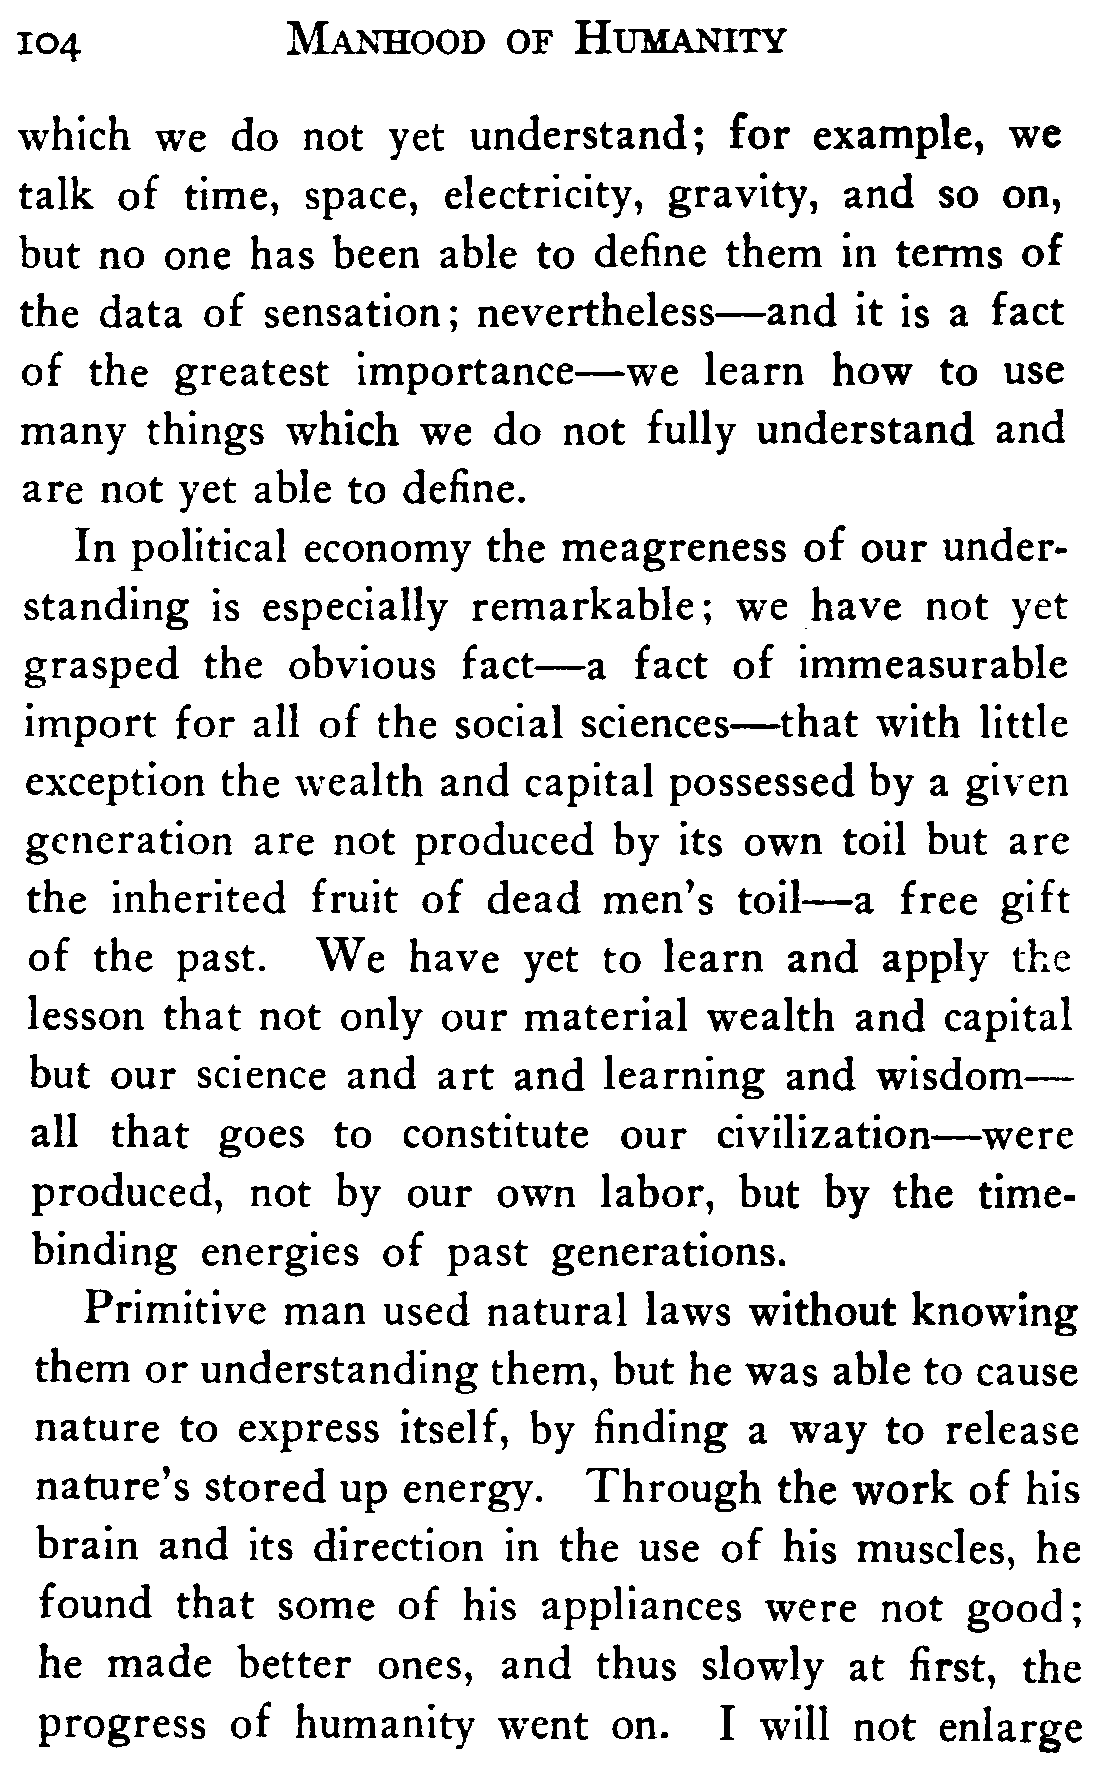 104 MANHOOD OF HUMANITY
which we do not yet understand; for example, we
talk of time, space, electricity, gravity, and so on,
but no one has been able to define them in terms of
the data of sensation; nevertheless—and it is a fact
of the greatest importance—we learn how to use
many things which we do not fully understand and
are not yet able to define.
In political economy the meagreness of our under-
standing is especially remarkable; we have not yet
grasped the obvious fact—a fact of immeasurable
import for all of the social sciences—that with little
exception the wealth and capital possessed by a given
generation are not produced by its own toil but are
the inherited fruit of dead men's toil—a free gift
of the past. We have yet to learn and apply the
lesson that not only our material wealth and capital
but our science and art and learning and wisdom—
all that goes to constitute our civilization—were
produced, not by our own labor, but by the time-
binding energies of past generations.
Primitive man used natural laws without knowing
them or understanding them, but he was able to cause
nature to express itself, by finding a way to release
nature's stored up energy. Through the work of his
brain and its direction in the use of his muscles, he
found that some of his appliances were not good;
he made better ones, and thus slowly at first, the
progress of humanity went on. I will not enlarge